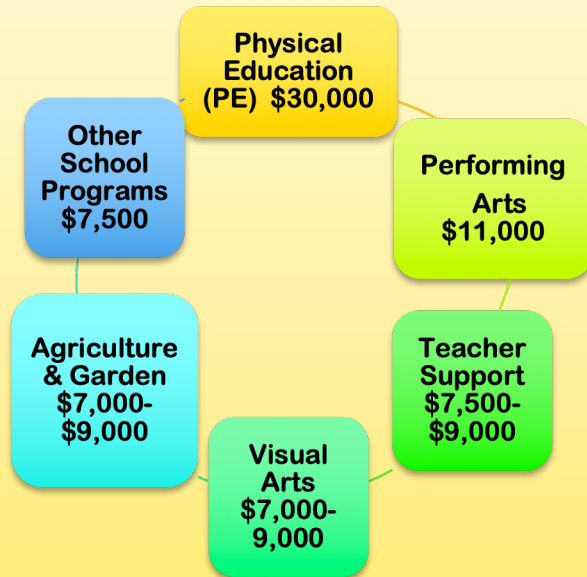 Physical
Education
(PE) $30,000
Performing
Arts
$11,000
Teacher
Support
$7,500-
$9,000
Visual
Arts
$7,000-
9,000
Agriculture
& Garden
$7,000-
$9,000
Other
School
Programs
$7,500